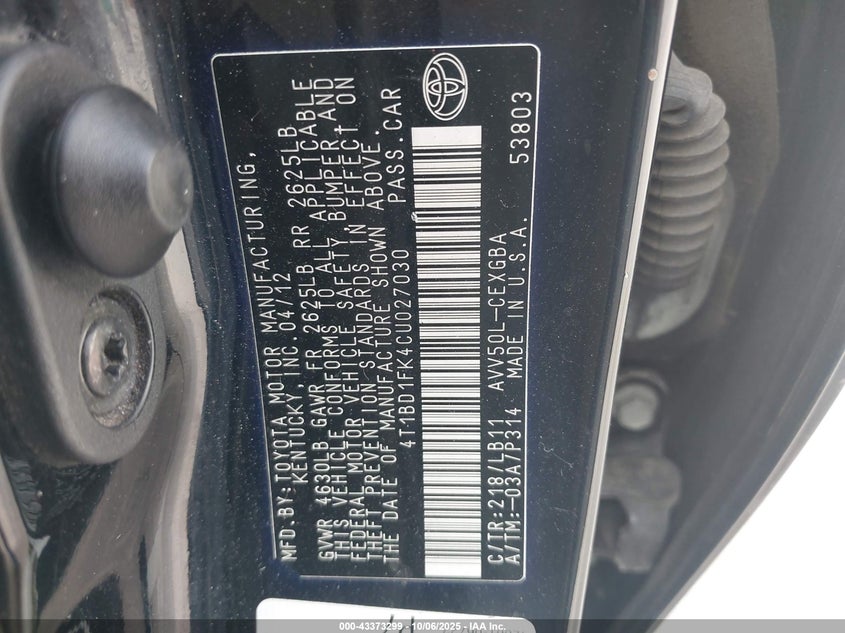 MFD.BY:TOYOTA MOTOR MANUFACTURING,
KENTUCKY, INC. 04/12
GVWR 4630LB GAWR FR 2625LB RR 2625LB
THIS VEHICLE CONFORMS TO ALL APPLICABLE
FEDERAL MOTOR VEHICLE SAFETY, BUMPER, AND
THEFT PREVENTION STANDARDS IN EFFECT ON
THE DATE OF MANUFACTURE SHOWN ABOVE.
4T1BD1FK4CU027030 PASS.CAR
C/TR:218/LB11 AVV50L-CEXGBA
A/TM:-03A/P314 MADE IN U.S.A. 53803
000-43373299 - 10/06/2025 - IAA Inc.